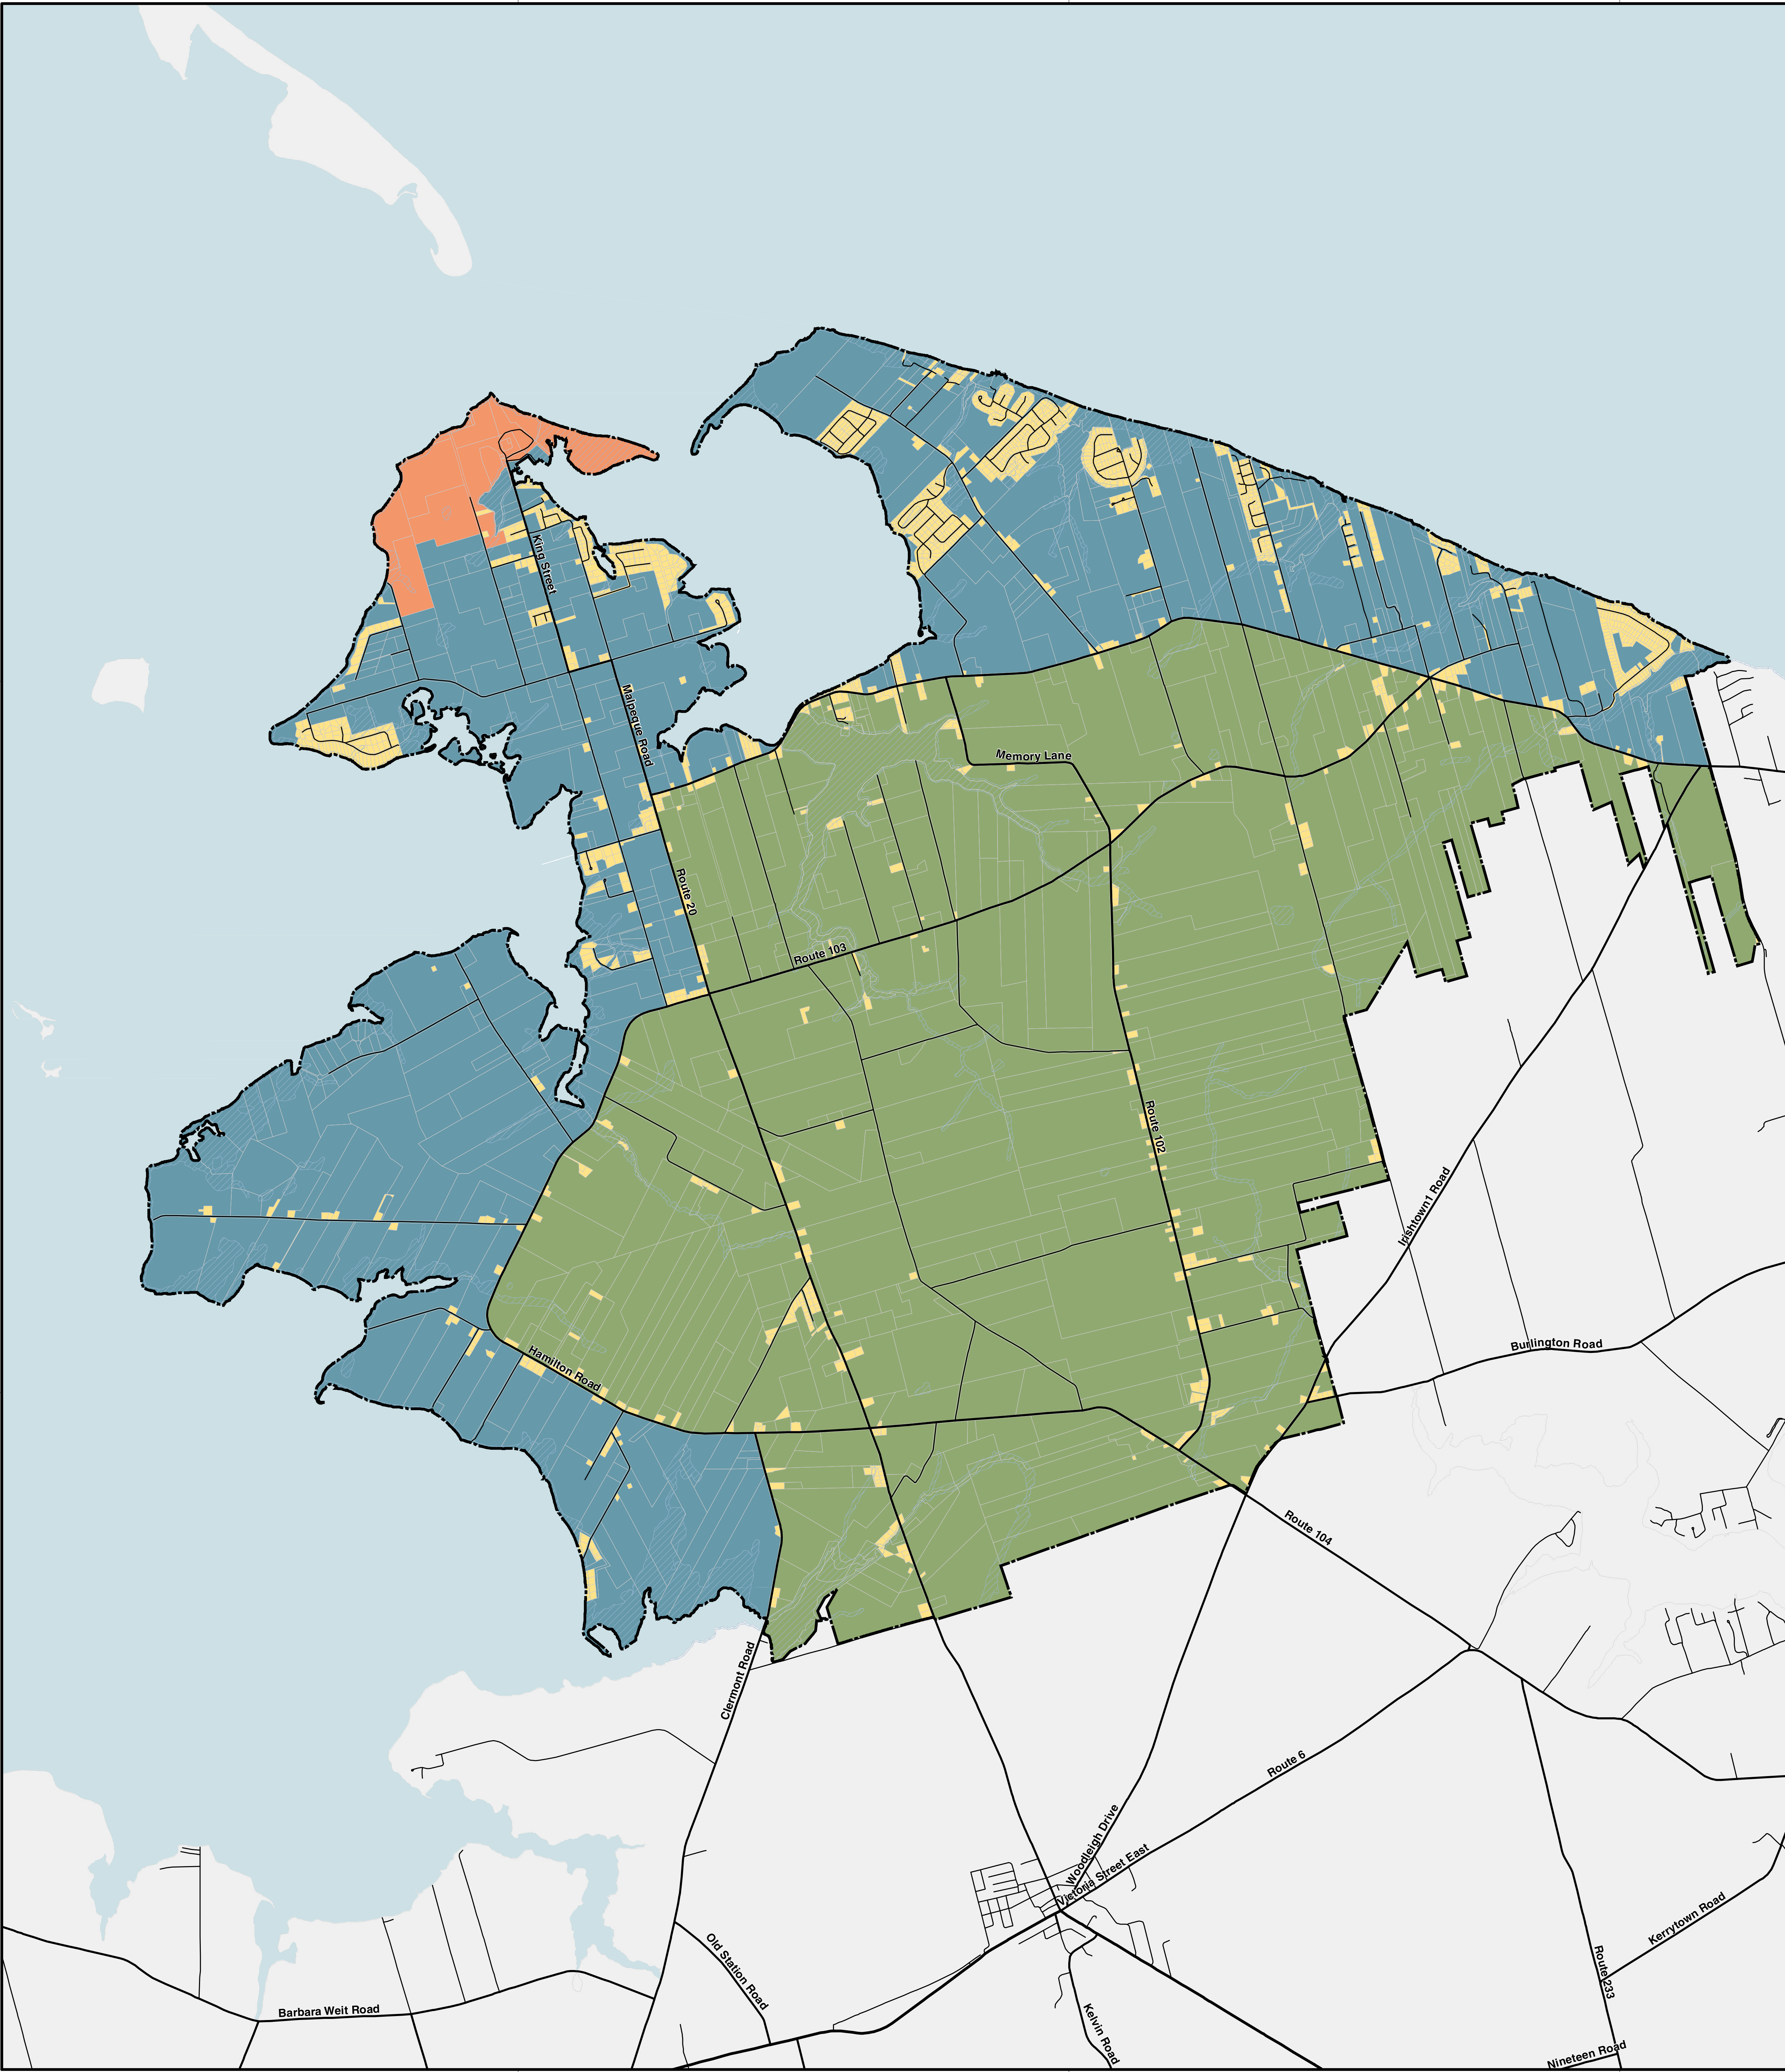 King Street
Malpeque Road
Memory Lane
Route 20
Route 103
Route 102
Irishtown1 Road
Burlington Road
Hamilton Road
Route 104
Clermont Road
Route 6
Woodleigh Drive
Victoria Street East
Old Station Road
Kerrytown Road
Route 233
Barbara Weit Road
Kelvin Road
Nineteen Road